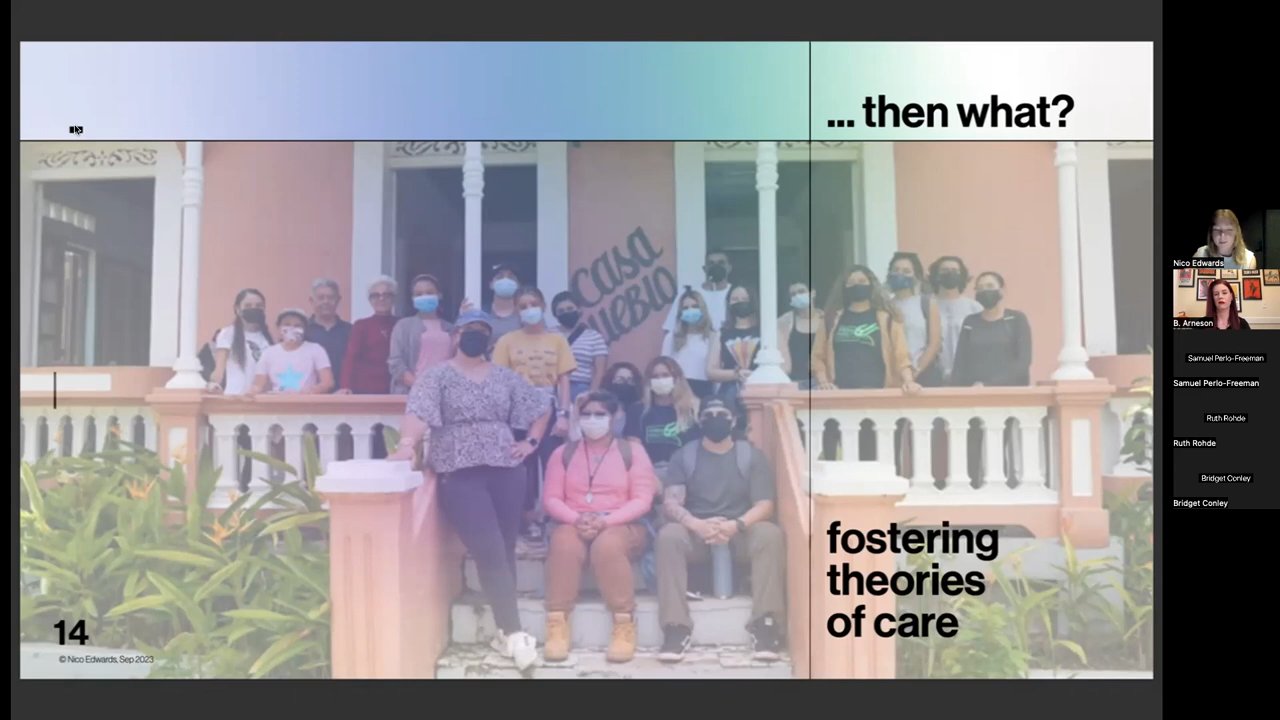 ... then what?
casa
Pueblo
fostering
theories
of care
14
© Nico Edwards, Sep 2023
Nico Edwards
B. Arneson
Samuel Perlo-Freeman
Samuel Perlo-Freeman
Ruth Rohde
Ruth Rohde
Bridget Conley
Bridget Conley